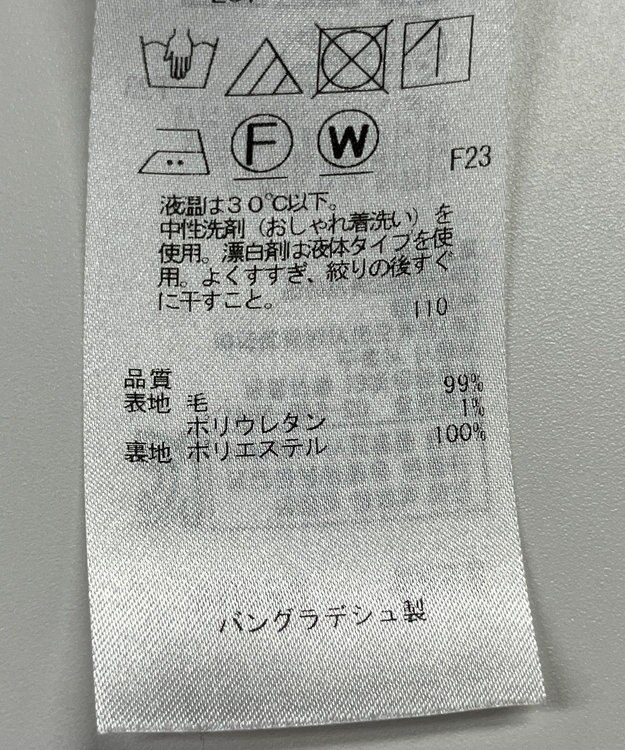 F
W
F23
液温は30℃以下。
中性洗剤（おしゃれ着洗い）を
使用。漂白剤は液体タイプを使
用。よくすすぎ、絞りの後すぐ
に干すこと。
110
品質
表地 毛 99%
ポリウレタン 1%
裏地 ポリエステル 100%
バングラデシュ製